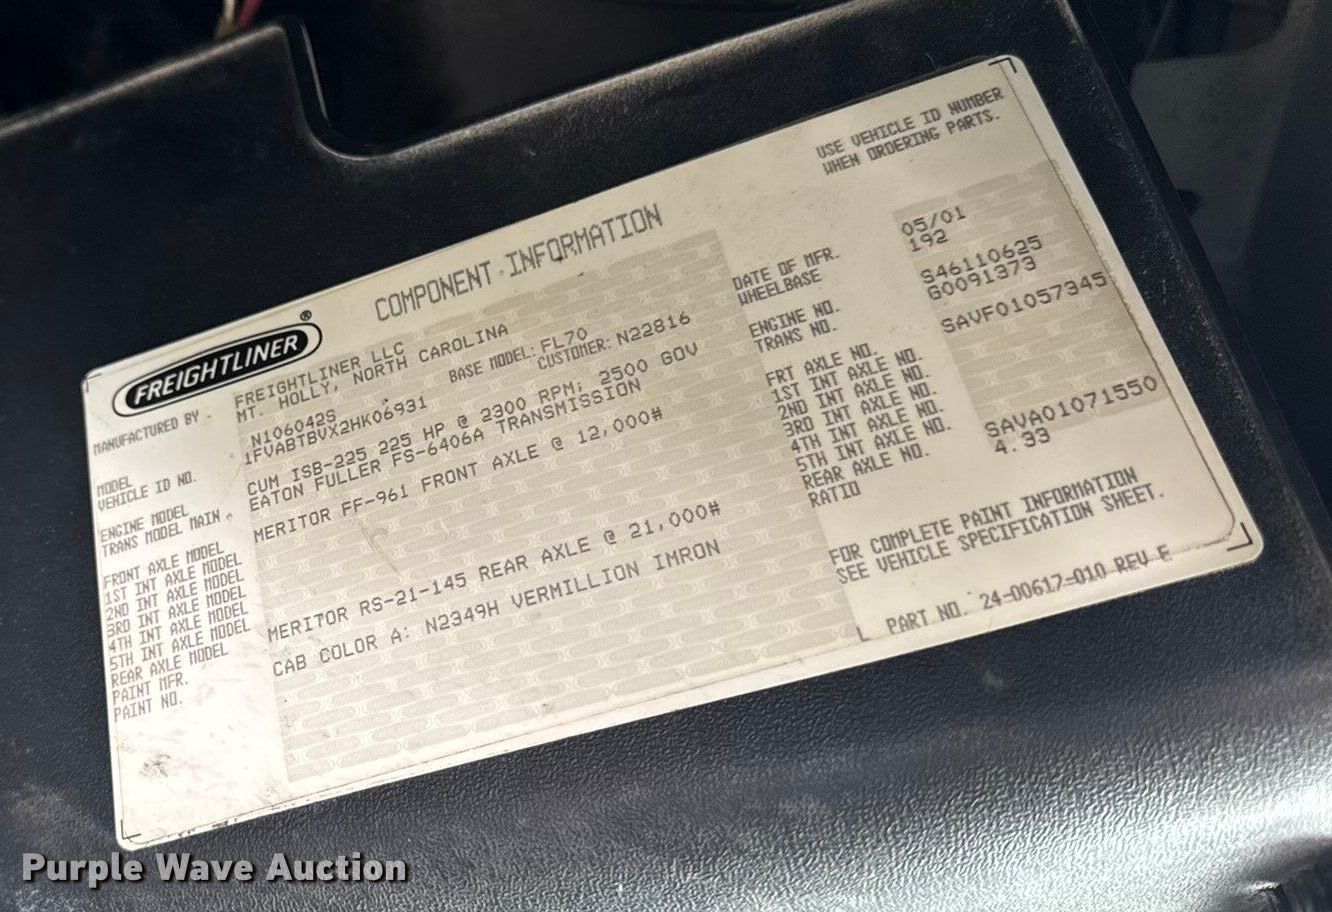 USE VEHICLE ID NUMBER
WHEN ORDERING PARTS.
COMPONENT INFORMATION
FREIGHTLINER®
MANUFACTURED BY FREIGHTLINER LLC
MT. HOLLY, NORTH CAROLINA
BASE MODEL: FL70
CUSTOMER: N22816
MODEL N106042S
VEHICLE ID NO. 1FVABTBVX2HK06931
ENGINE MODEL CUM ISB-225 225 HP @ 2300 RPM; 2500 GOV
TRANS MODEL MAIN EATON FULLER FS-6406A TRANSMISSION
FRONT AXLE MODEL MERITOR FF-961 FRONT AXLE @ 12,000#
1ST INT AXLE MODEL
2ND INT AXLE MODEL
3RD INT AXLE MODEL
4TH INT AXLE MODEL
5TH INT AXLE MODEL
REAR AXLE MODEL MERITOR RS-21-145 REAR AXLE @ 21,000#
PAINT MFR.
PAINT NO. CAB COLOR A: N2349H VERMILLION IMRON
DATE OF MFR. 05/01
WHEELBASE 192
ENGINE NO. S46110625
TRANS NO. G0091373
FRT AXLE NO. SAVF01057345
1ST INT AXLE NO.
2ND INT AXLE NO.
3RD INT AXLE NO.
4TH INT AXLE NO.
5TH INT AXLE NO.
REAR AXLE NO. SAVA01071550
RATIO 4.33
FOR COMPLETE PAINT INFORMATION
SEE VEHICLE SPECIFICATION SHEET.
PART NO. 24-00617-010 REV E
Purple Wave Auction